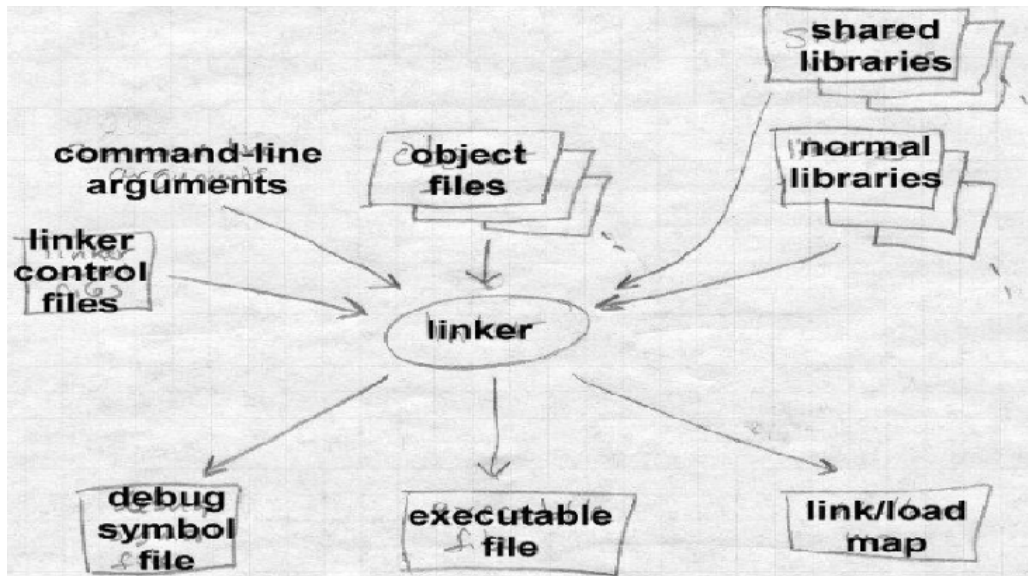 shared
libraries
command-line
arguments
object
files
normal
libraries
linker
control
files
linker
debug
symbol
file
executable
file
link/load
map